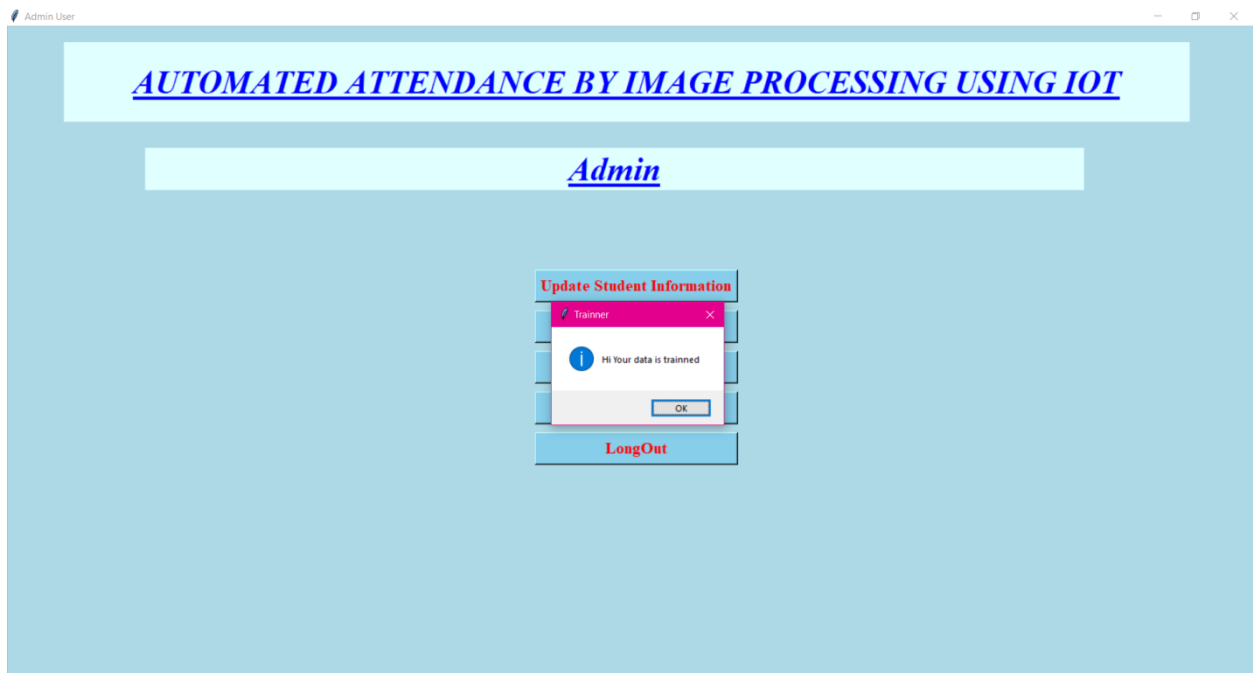 Admin User
AUTOMATED ATTENDANCE BY IMAGE PROCESSING USING IOT
Admin
Update Student Information
Trainner
Hi Your data is trainned
OK
LongOut